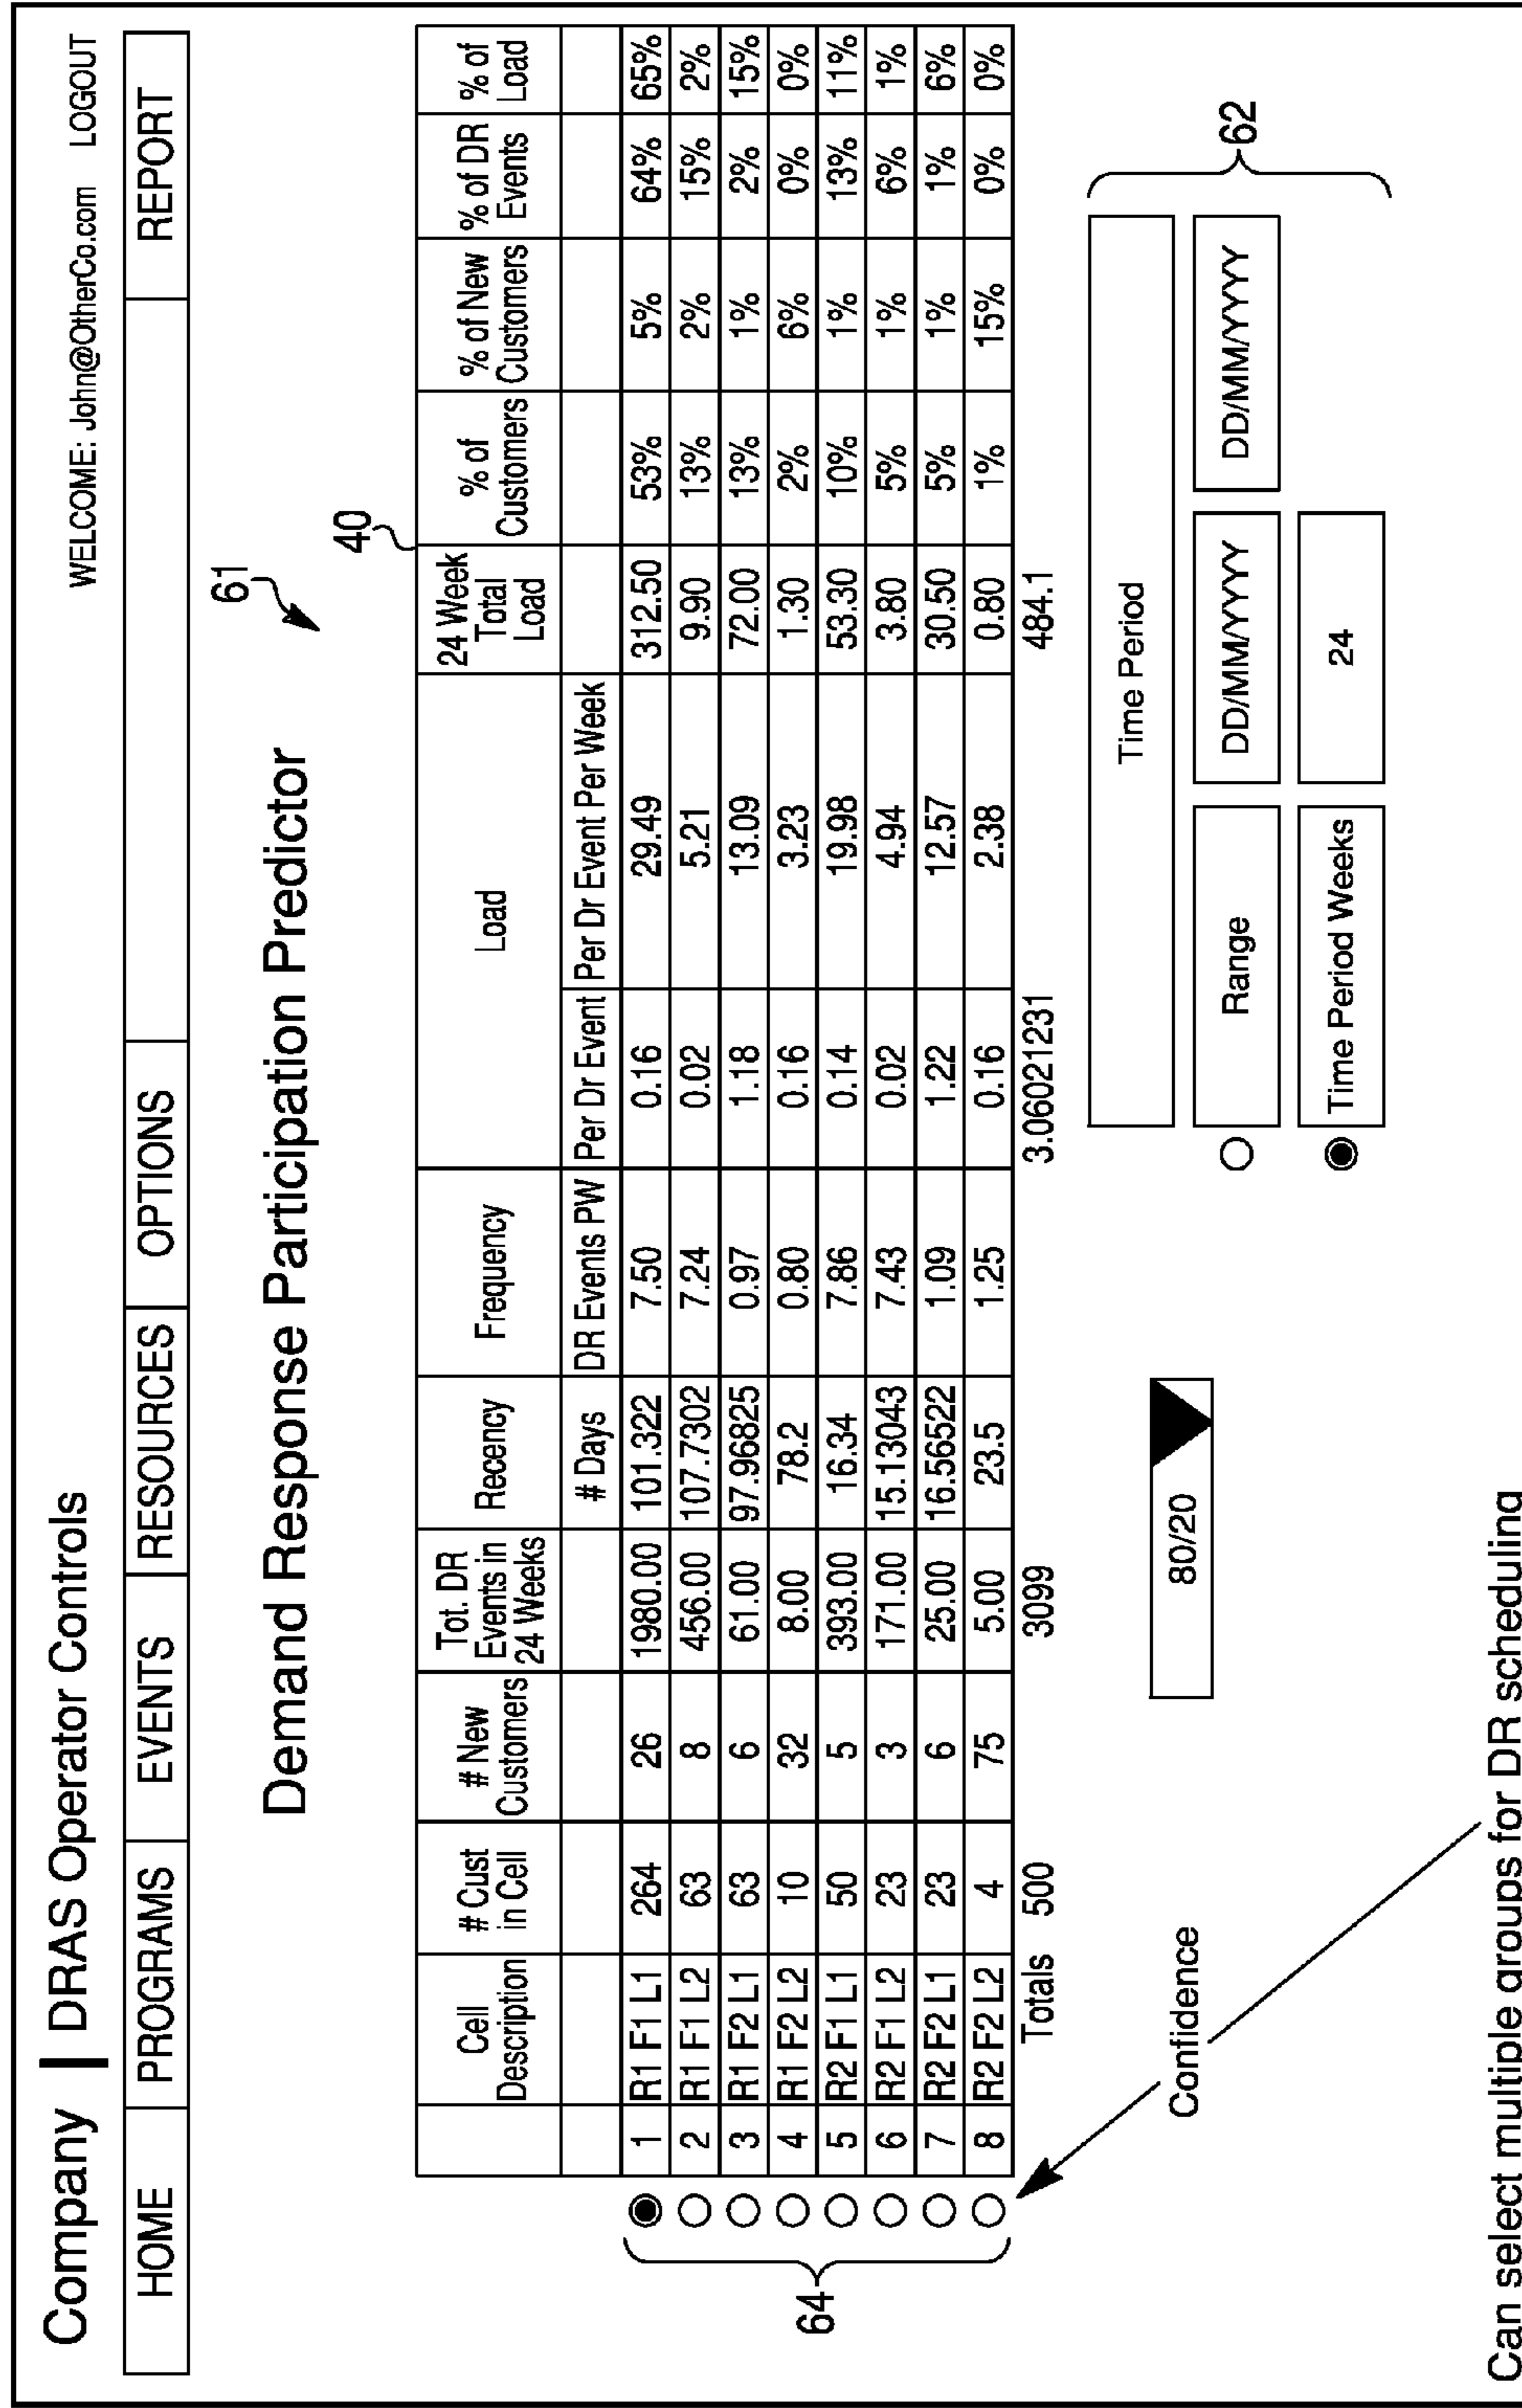 Company | DRAS Operator Controls
WELCOME: John@OtherCo.com LOGOUT
HOME PROGRAMS EVENTS RESOURCES OPTIONS REPORT
Demand Response Participation Predictor
61
40
Cell Description # Cust in Cell # New Customers Tot. DR Events in 24 Weeks Recency Frequency Load 24 Week Total Load % of Customers % of New Customers % of DR Events % of Load
# Days DR Events PW Per Dr Event Per Dr Event Per Week
1 R1 F1 L1 264 26 1980.00 101.322 7.50 0.16 29.49 312.50 53% 5% 64% 65%
2 R1 F1 L2 63 8 456.00 107.7302 7.24 0.02 5.21 9.90 13% 2% 15% 2%
3 R1 F2 L1 63 6 61.00 97.96825 0.97 1.18 13.09 72.00 13% 1% 2% 15%
4 R1 F2 L2 10 32 8.00 78.2 0.80 0.16 3.23 1.30 2% 6% 0% 0%
5 R2 F1 L1 50 5 393.00 16.34 7.86 0.14 19.98 53.30 10% 1% 13% 11%
6 R2 F1 L2 23 3 171.00 15.13043 7.43 0.02 4.94 3.80 5% 1% 6% 1%
7 R2 F2 L1 23 6 25.00 16.56522 1.09 1.22 12.57 30.50 5% 1% 1% 6%
8 R2 F2 L2 4 75 5.00 23.5 1.25 0.16 2.38 0.80 1% 15% 0% 0%
Totals 500 3099 3.06021231 484.1
64
Confidence
80/20
Time Period
Range DD/MM/YYYY DD/MM/YYYY
Time Period Weeks 24
62
Can select multiple groups for DR scheduling